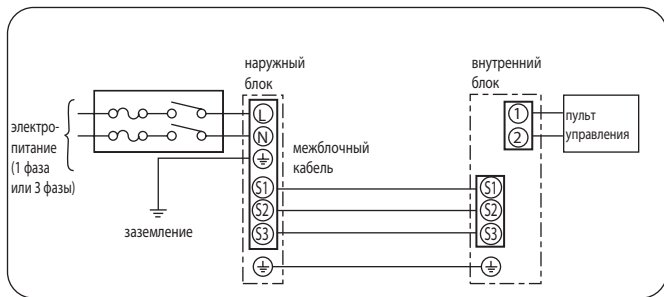 наружный
блок
внутренний
блок
электро-
питание
(1 фаза
или 3 фазы)
L
N
S1
S2
S3
заземление
межблочный
кабель
1
2
S1
S2
S3
пульт
управления